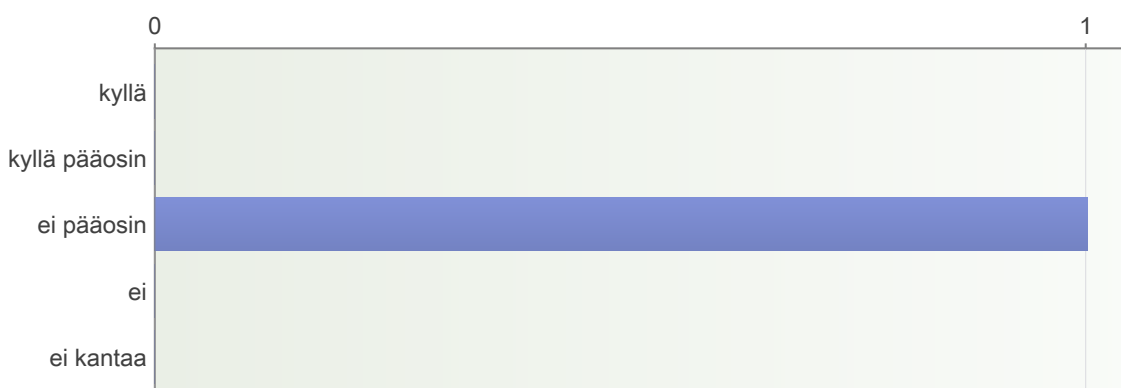 0 1
kyllä
kyllä pääosin
ei pääosin
ei
ei kantaa